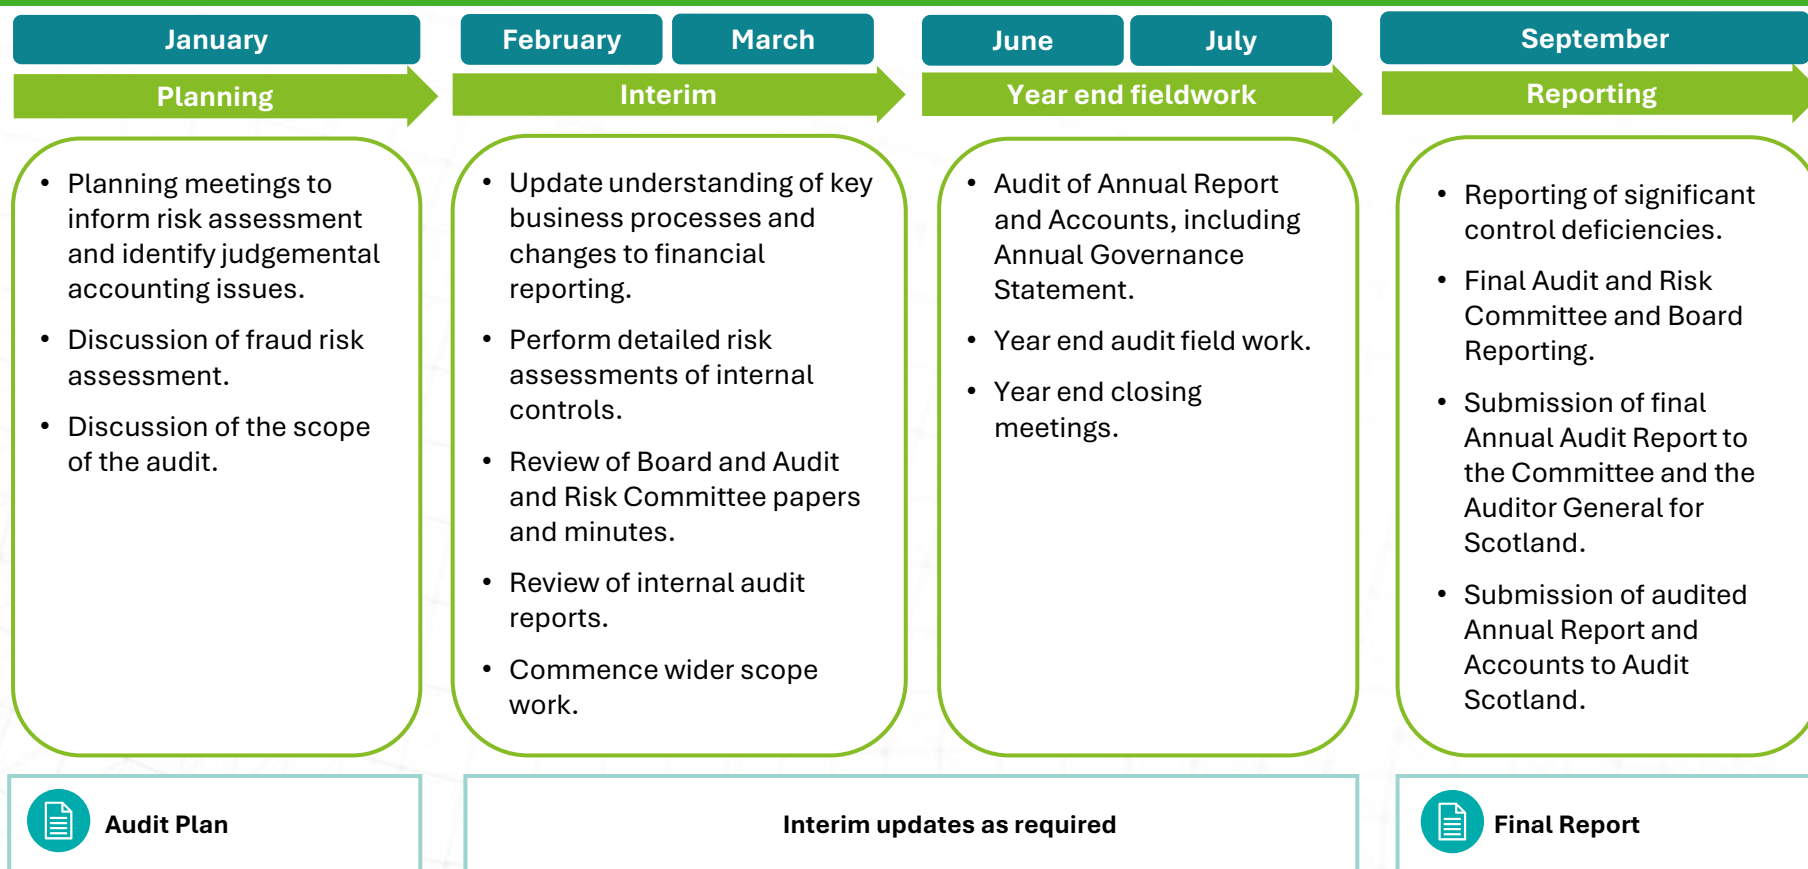 January
Planning
• Planning meetings to
inform risk assessment
and identify judgemental
accounting issues.
• Discussion of fraud risk
assessment.
• Discussion of the scope
of the audit.
Audit Plan
February
March
Interim
• Update understanding of key
business processes and
changes to financial
reporting.
• Perform detailed risk
assessments of internal
controls.
• Review of Board and Audit
and Risk Committee papers
and minutes.
• Review of internal audit
reports.
• Commence wider scope
work.
June
July
Year end fieldwork
• Audit of Annual Report
and Accounts, including
Annual Governance
Statement.
• Year end audit field work.
• Year end closing
meetings.
Interim updates as required
September
Reporting
• Reporting of significant
control deficiencies.
• Final Audit and Risk
Committee and Board
Reporting.
• Submission of final
Annual Audit Report to
the Committee and the
Auditor General for
Scotland.
• Submission of audited
Annual Report and
Accounts to Audit
Scotland.
Final Report